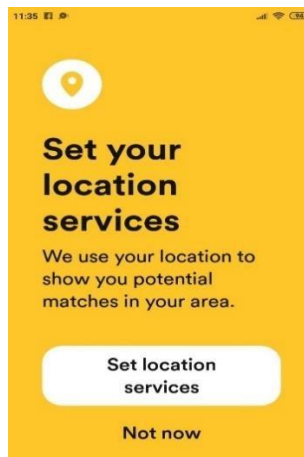 11:35
94
Set your
location
services
We use your location to
show you potential
matches in your area.
Set location
services
Not now